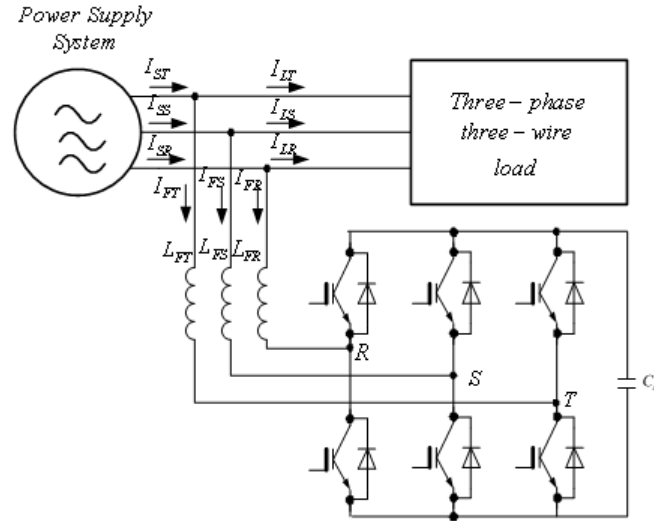 Power Supply
System
I_ST I_LT
I_SS I_LS
I_SR I_LR
Three - phase
three - wire
load
I_FT I_FS I_FR
L_FT L_FS L_FR
R
S
T